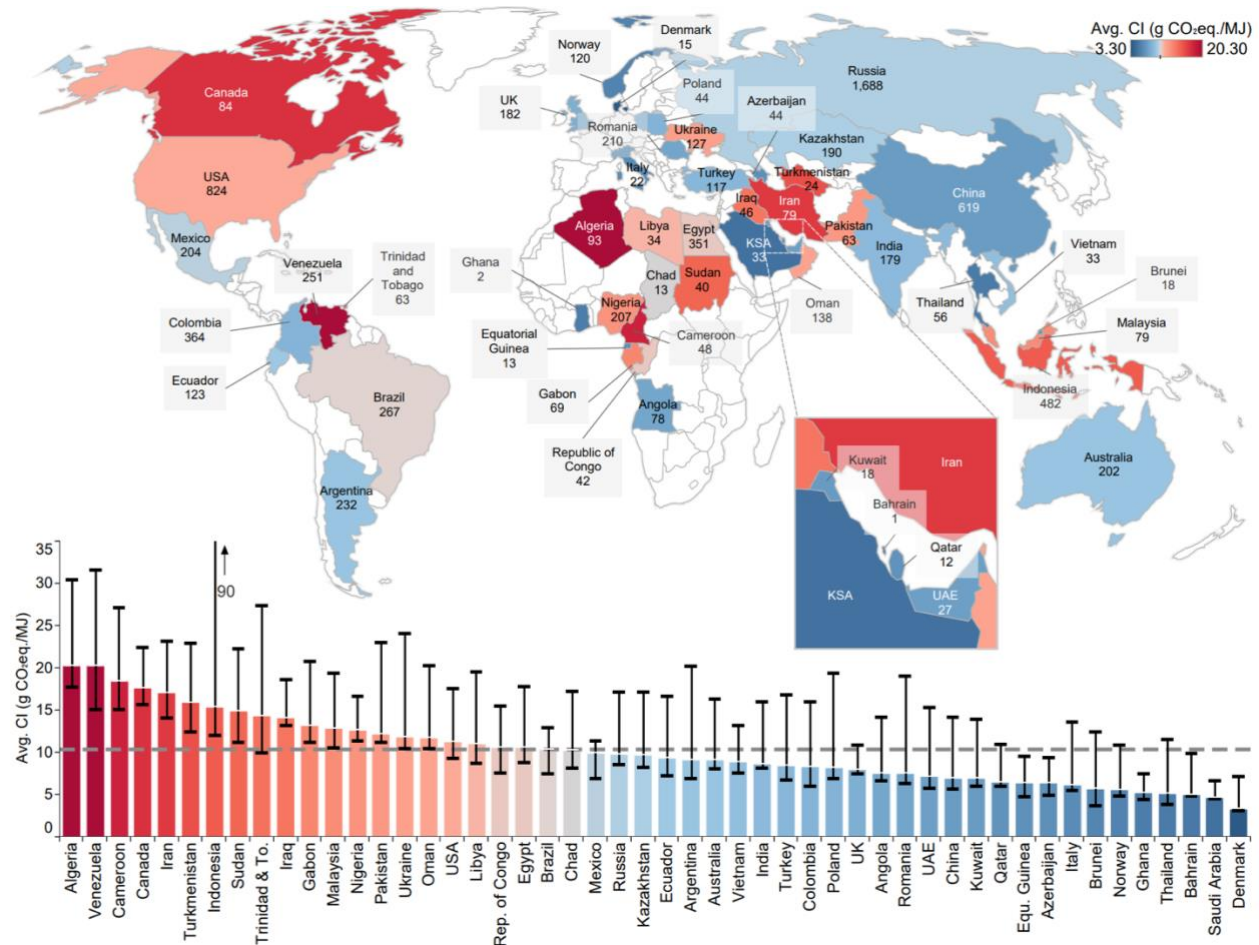 Avg. CI (g CO₂eq./MJ)
3.30
20.30
Denmark
15
Norway
120
Russia
1,688
Canada
84
Poland
44
UK
182
Azerbaijan
44
Romania
210
Ukraine
127
Kazakhstan
190
Italy
22
Turkey
117
Turkmenistan
24
USA
824
China
619
Iraq
46
Iran
79
Algeria
93
Libya
34
Egypt
351
Pakistan
63
Mexico
204
KSA
33
India
179
Vietnam
33
Venezuela
251
Trinidad
and
Tobago
63
Ghana
2
Chad
13
Sudan
40
Brunei
18
Nigeria
207
Oman
138
Thailand
56
Colombia
364
Equatorial
Guinea
13
Cameroon
48
Malaysia
79
Ecuador
123
Gabon
69
Indonesia
482
Brazil
267
Angola
78
Republic of
Congo
42
Australia
202
Argentina
232
Kuwait
18
Iran
Bahrain
1
Qatar
12
KSA
UAE
27
Avg. CI (g CO₂eq./MJ)
35
30
25
20
15
10
5
0
90
Algeria
Venezuela
Cameroon
Canada
Iran
Turkmenistan
Indonesia
Sudan
Trinidad & To.
Iraq
Gabon
Malaysia
Nigeria
Pakistan
Ukraine
Oman
USA
Libya
Rep. of Congo
Egypt
Brazil
Chad
Mexico
Russia
Kazakhstan
Ecuador
Argentina
Australia
Vietnam
India
Turkey
Colombia
Poland
UK
Angola
Romania
UAE
China
Kuwait
Qatar
Equ. Guinea
Azerbaijan
Italy
Brunei
Norway
Ghana
Thailand
Bahrain
Saudi Arabia
Denmark